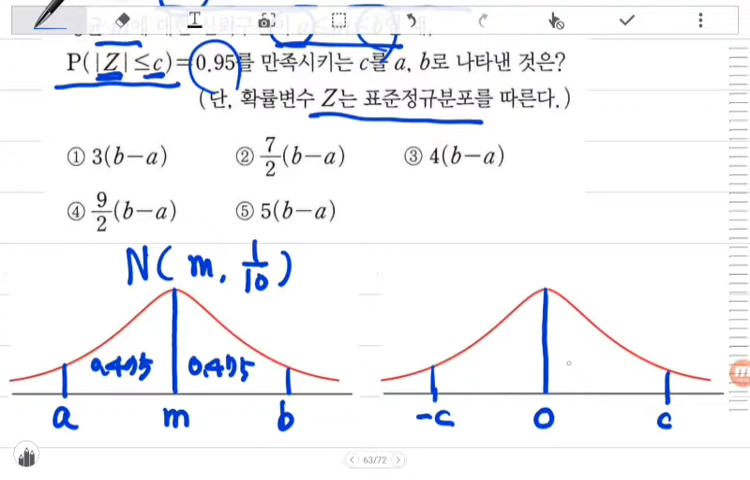 P(|Z|≤c)=0.95를 만족시키는 c를 a, b로 나타낸 것은?
(단, 확률변수 Z는 표준정규분포를 따른다.)
① 3(b−a) ② 7/2(b−a) ③ 4(b−a)
④ 9/2(b−a) ⑤ 5(b−a)
N( m, 1/10 )
0.475 0.475
a m b -c 0 c
63/72